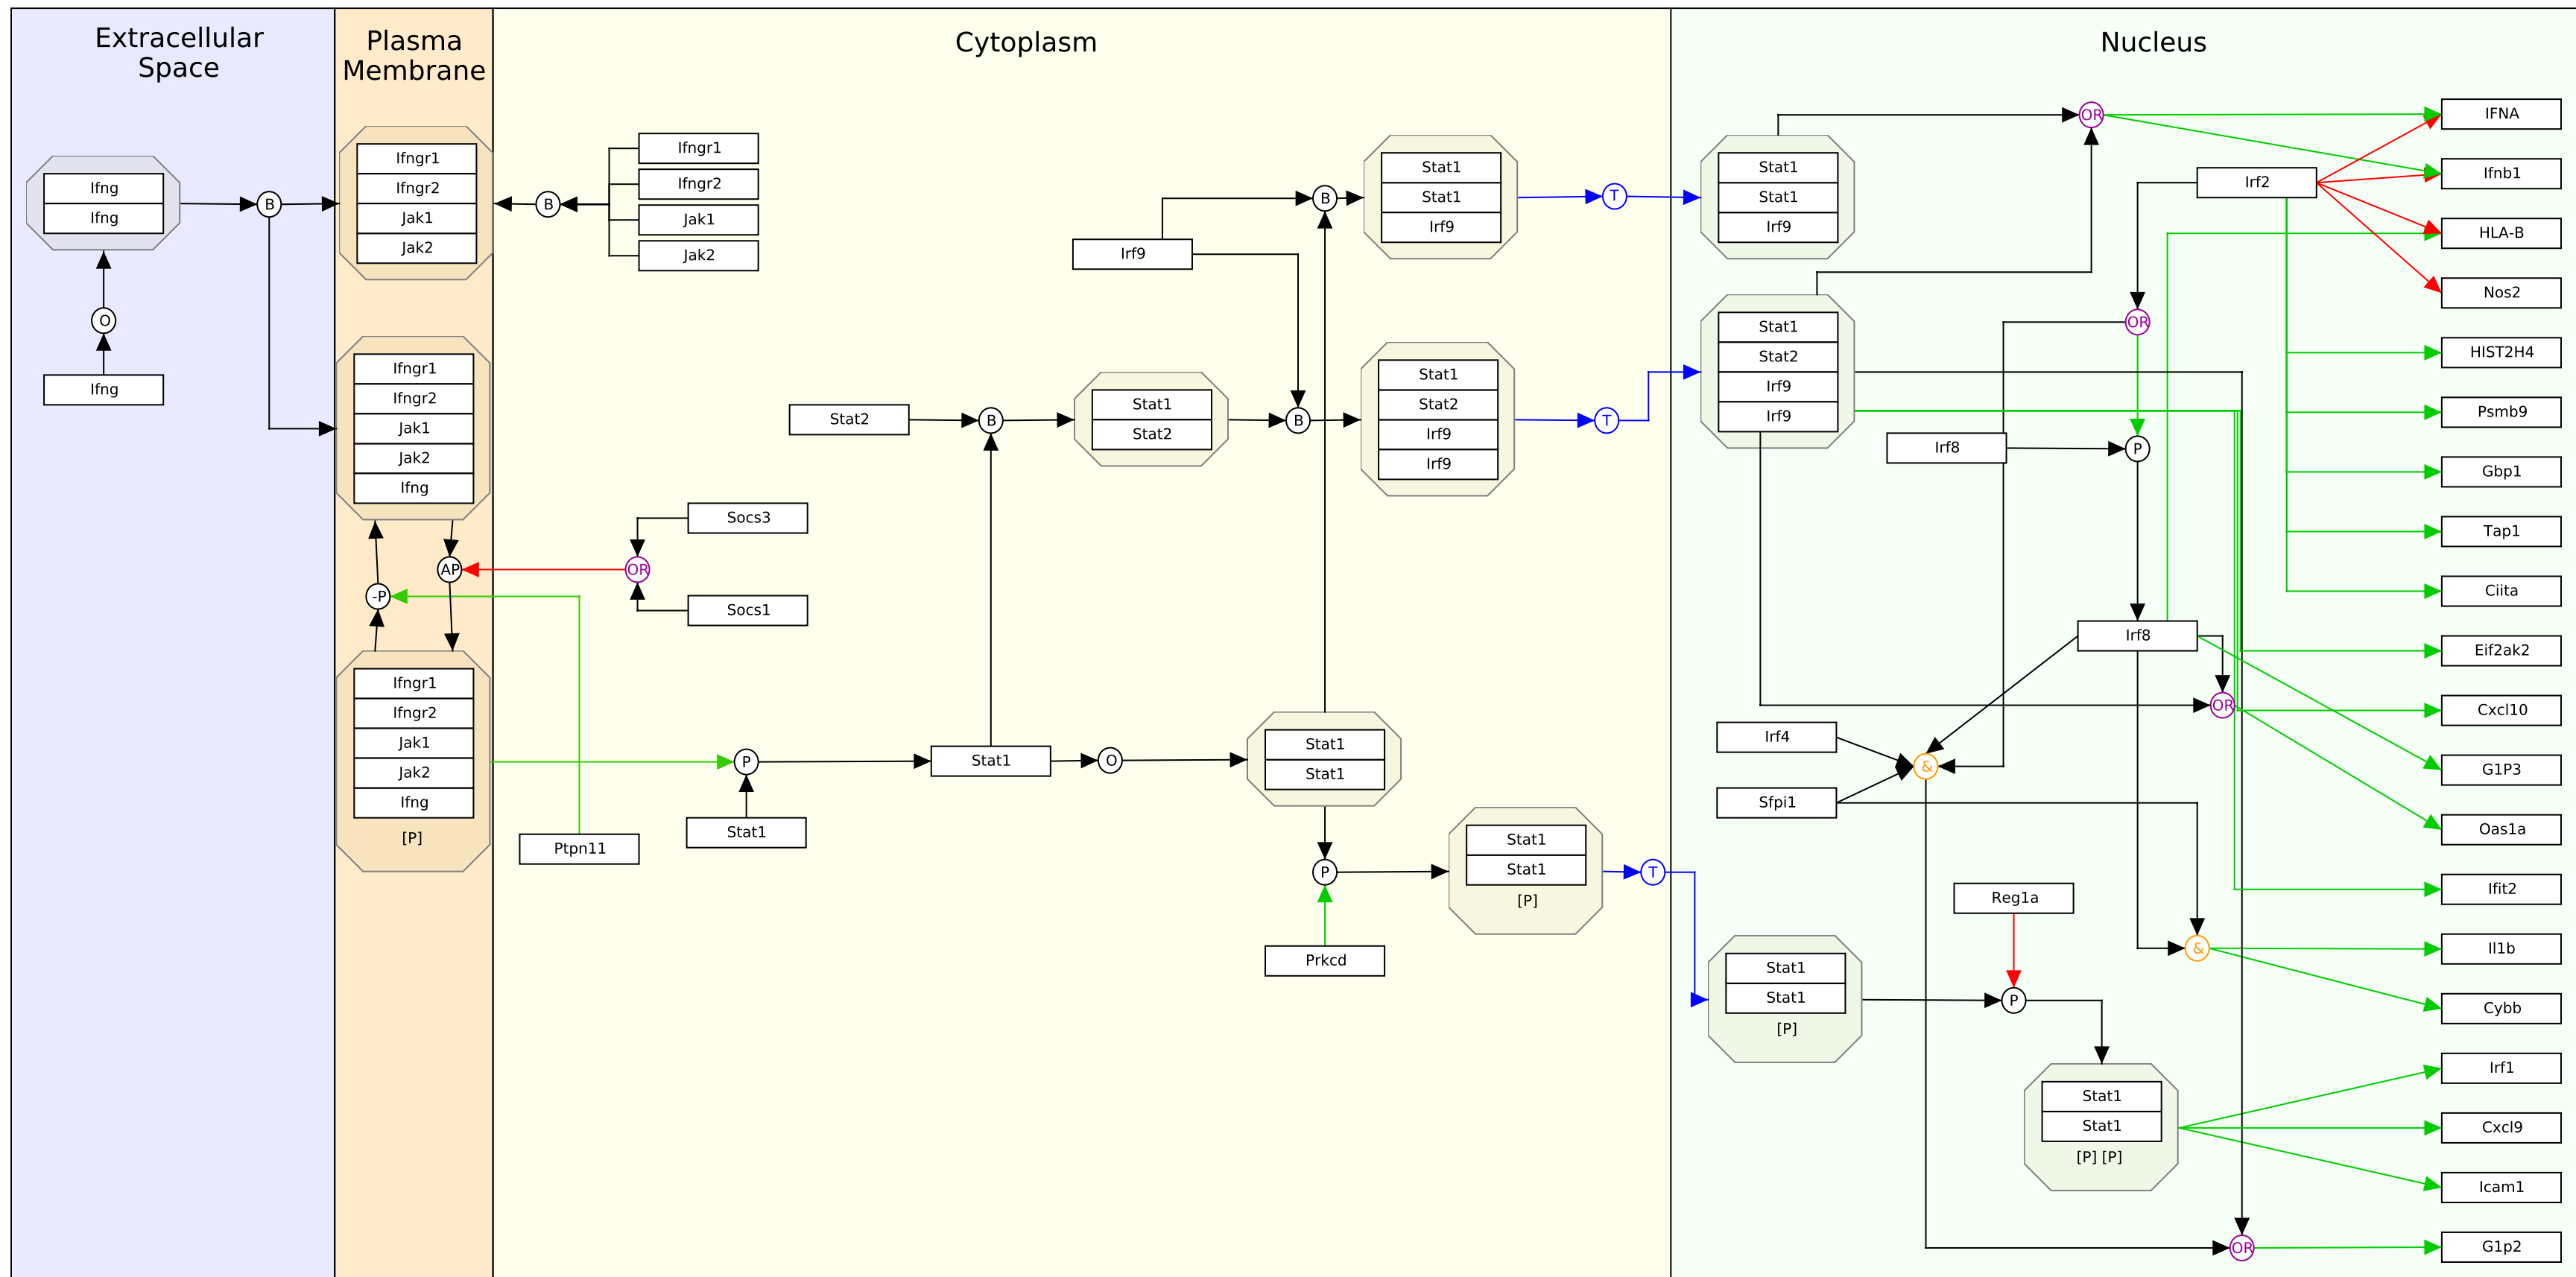 Extracellular
Space
Plasma
Membrane
Cytoplasm
Nucleus
Ifng
Ifng
B
O
Ifng
Ifngr1
Ifngr2
Jak1
Jak2
Ifngr1
Ifngr2
Jak1
Jak2
Ifng
AP
-P
Ifngr1
Ifngr2
Jak1
Jak2
Ifng
[P]
B
Ifngr1
Ifngr2
Jak1
Jak2
Socs3
OR
Socs1
Ptpn11
P
Stat1
Stat2
B
Stat1
O
Irf9
Stat1
Stat2
B
B
Stat1
Stat1
Irf9
T
Stat1
Stat2
Irf9
Irf9
T
Stat1
Stat1
P
Prkcd
Stat1
Stat1
[P]
T
Stat1
Stat1
Irf9
OR
Stat1
Stat2
Irf9
Irf9
Irf2
OR
Irf8
P
Irf8
OR
Irf4
&
Sfpi1
Reg1a
&
Stat1
Stat1
[P]
P
Stat1
Stat1
[P] [P]
OR
IFNA
Ifnb1
HLA-B
Nos2
HIST2H4
Psmb9
Gbp1
Tap1
Ciita
Eif2ak2
Cxcl10
G1P3
Oas1a
Ifit2
Il1b
Cybb
Irf1
Cxcl9
Icam1
G1p2